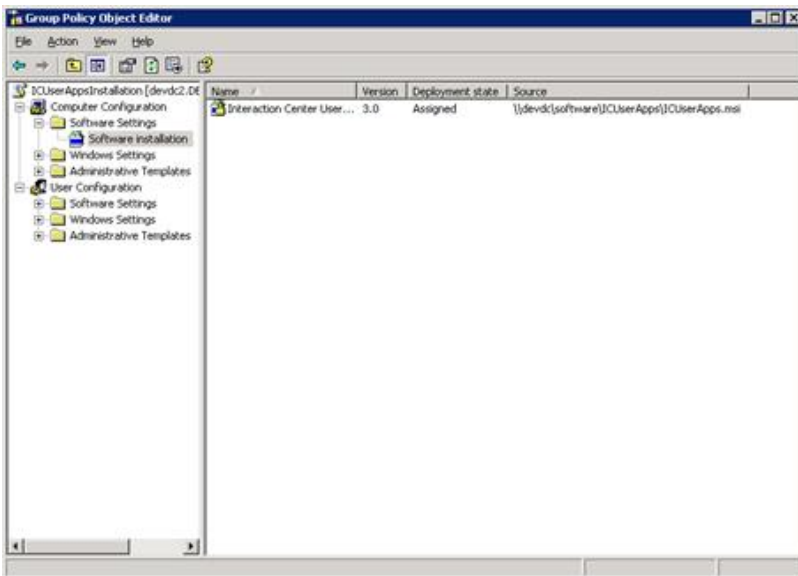 Group Policy Object Editor
File Action View Help
ICUserAppsInstallation [devdc2.DE
Computer Configuration
Software Settings
Software installation
Windows Settings
Administrative Templates
User Configuration
Software Settings
Windows Settings
Administrative Templates
Name Version Deployment state Source
Interaction Center User... 3.0 Assigned \\devdc\software\ICUserApps\ICUserApps.msi